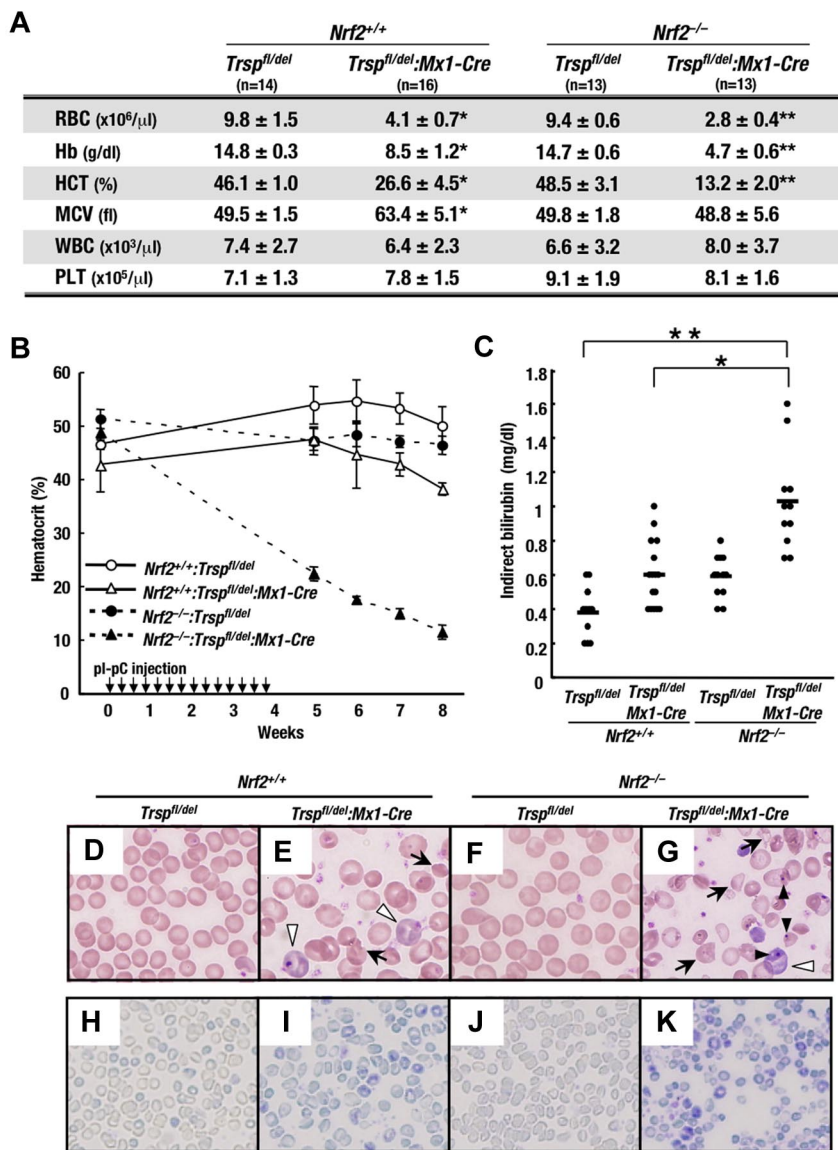 A
Nrf2+/+ Nrf2−/−
Trspfl/del Trspfl/del:Mx1-Cre Trspfl/del Trspfl/del:Mx1-Cre
(n=14) (n=16) (n=13) (n=13)
RBC (x10⁶/μl) 9.8 ± 1.5 4.1 ± 0.7* 9.4 ± 0.6 2.8 ± 0.4**
Hb (g/dl) 14.8 ± 0.3 8.5 ± 1.2* 14.7 ± 0.6 4.7 ± 0.6**
HCT (%) 46.1 ± 1.0 26.6 ± 4.5* 48.5 ± 3.1 13.2 ± 2.0**
MCV (fl) 49.5 ± 1.5 63.4 ± 5.1* 49.8 ± 1.8 48.8 ± 5.6
WBC (x10³/μl) 7.4 ± 2.7 6.4 ± 2.3 6.6 ± 3.2 8.0 ± 3.7
PLT (x10⁵/μl) 7.1 ± 1.3 7.8 ± 1.5 9.1 ± 1.9 8.1 ± 1.6
B
Hematocrit (%)
60
50
40
30
20
10
0
Nrf2+/+:Trspfl/del
Nrf2+/+:Trspfl/del:Mx1-Cre
Nrf2−/−:Trspfl/del
Nrf2−/−:Trspfl/del:Mx1-Cre
pI-pC injection
0 1 2 3 4 5 6 7 8
Weeks
C
**
*
Indirect bilirubin (mg/dl)
1.8
1.6
1.4
1.2
1
0.8
0.6
0.4
0.2
0
Trspfl/del Trspfl/del Trspfl/del Trspfl/del
Mx1-Cre Mx1-Cre
Nrf2+/+ Nrf2−/−
Nrf2+/+ Nrf2−/−
Trspfl/del Trspfl/del:Mx1-Cre Trspfl/del Trspfl/del:Mx1-Cre
D E F G
H I J K